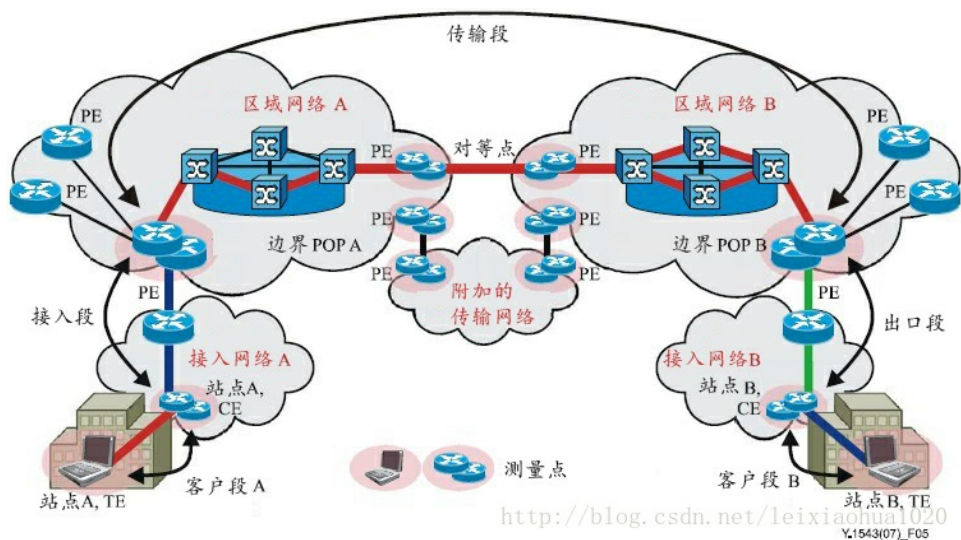 传输段
区域网络 A
区域网络 B
PE
PE
PE
PE
对等点
PE
PE
PE
PE
边界 POP A
边界 POP B
PE
PE
PE
附加的
传输网络
PE
PE
接入段
出口段
接入网络 A
接入网络B
站点A,
CE
站点 B,
CE
客户段 A
测量点
客户段 B
站点A, TE
站点B, TE
http://blog.csdn.net/leixiaohua1020
Y.1543(07)_F05